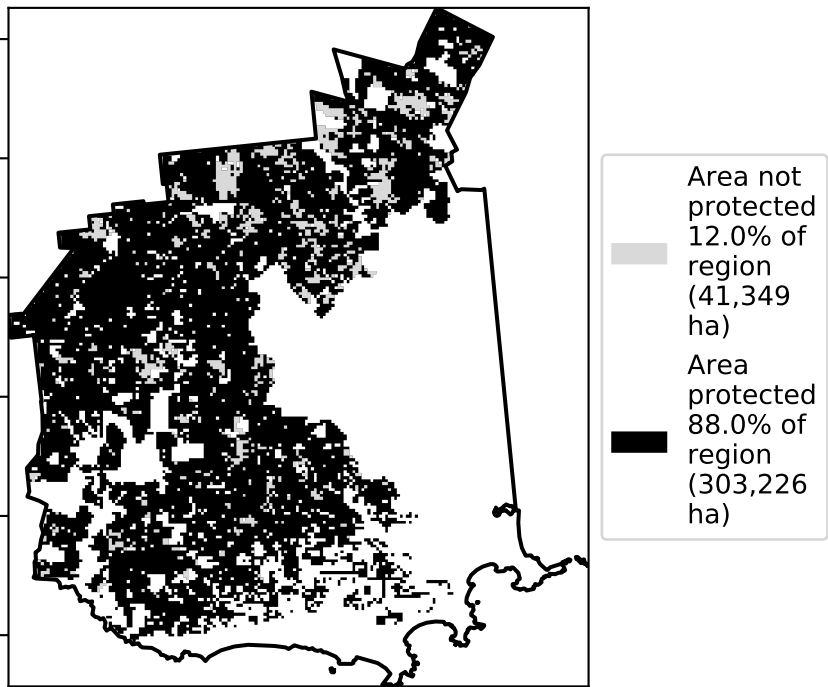 Area not
protected
12.0% of
region
(41,349
ha)
Area
protected
88.0% of
region
(303,226
ha)